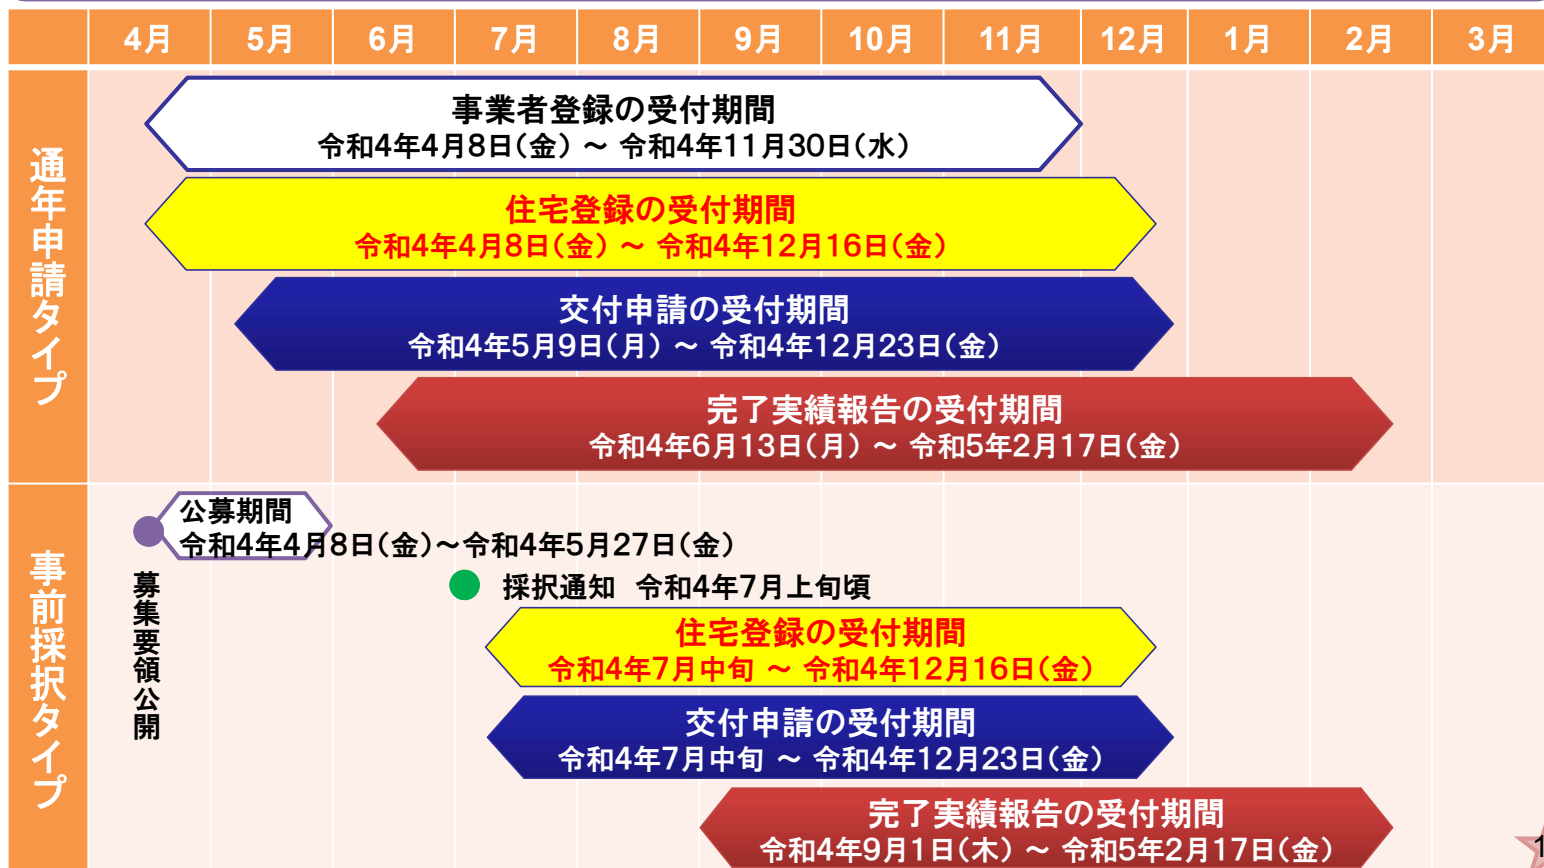 4月 5月 6月 7月 8月 9月 10月 11月 12月 1月 2月 3月
通年申請タイプ
事業者登録の受付期間
令和4年4月8日(金) ～ 令和4年11月30日(水)
住宅登録の受付期間
令和4年4月8日(金) ～ 令和4年12月16日(金)
交付申請の受付期間
令和4年5月9日(月) ～ 令和4年12月23日(金)
完了実績報告の受付期間
令和4年6月13日(月) ～ 令和5年2月17日(金)
事前採択タイプ
公募期間
令和4年4月8日(金)～令和4年5月27日(金)
募集要領公開
採択通知 令和4年7月上旬頃
住宅登録の受付期間
令和4年7月中旬 ～ 令和4年12月16日(金)
交付申請の受付期間
令和4年7月中旬 ～ 令和4年12月23日(金)
完了実績報告の受付期間
令和4年9月1日(木) ～ 令和5年2月17日(金)